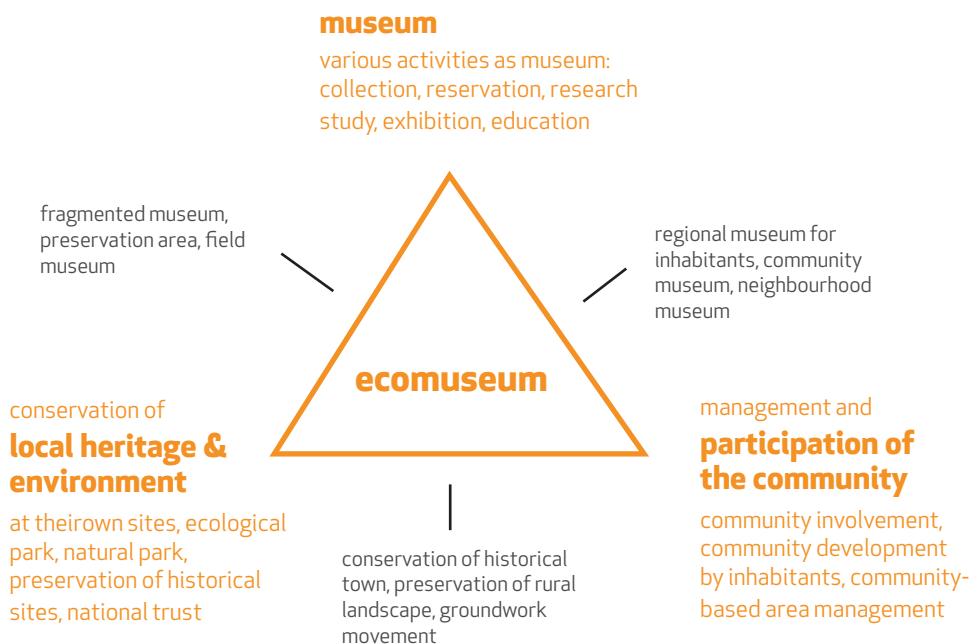 museum
various activities as museum:
collection, reservation, research
study, exhibition, education
fragmented museum,
preservation area, field
museum
regional museum for
inhabitants, community
museum, neighbourhood
museum
ecomuseum
conservation of
local heritage &
environment
at theirown sites, ecological
park, natural park,
preservation of historical
sites, national trust
management and
participation of
the community
community involvement,
community development
by inhabitants, community-
based area management
conservation of historical
town, preservation of rural
landscape, groundwork
movement